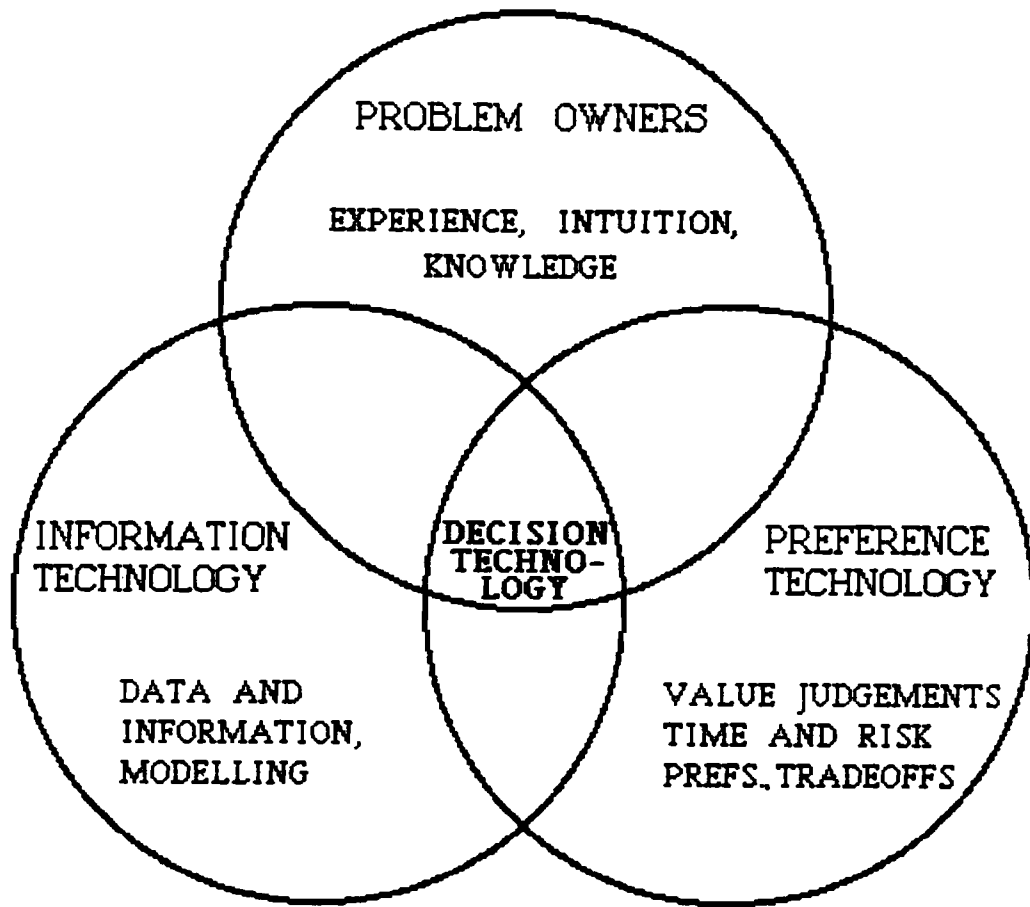 PROBLEM OWNERS
EXPERIENCE, INTUITION,
KNOWLEDGE
INFORMATION
TECHNOLOGY
DATA AND
INFORMATION,
MODELLING
DECISION
TECHNO-
LOGY
PREFERENCE
TECHNOLOGY
VALUE JUDGEMENTS
TIME AND RISK
PREFS., TRADEOFFS